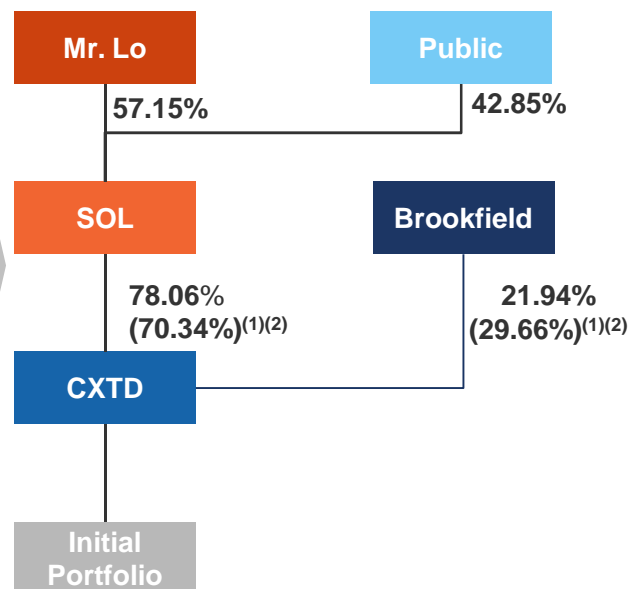 Mr. Lo
Public
57.15%
42.85%
SOL
Brookfield
78.06%
(70.34%)(1)(2)
21.94%
(29.66%)(1)(2)
CXTD
Initial
Portfolio